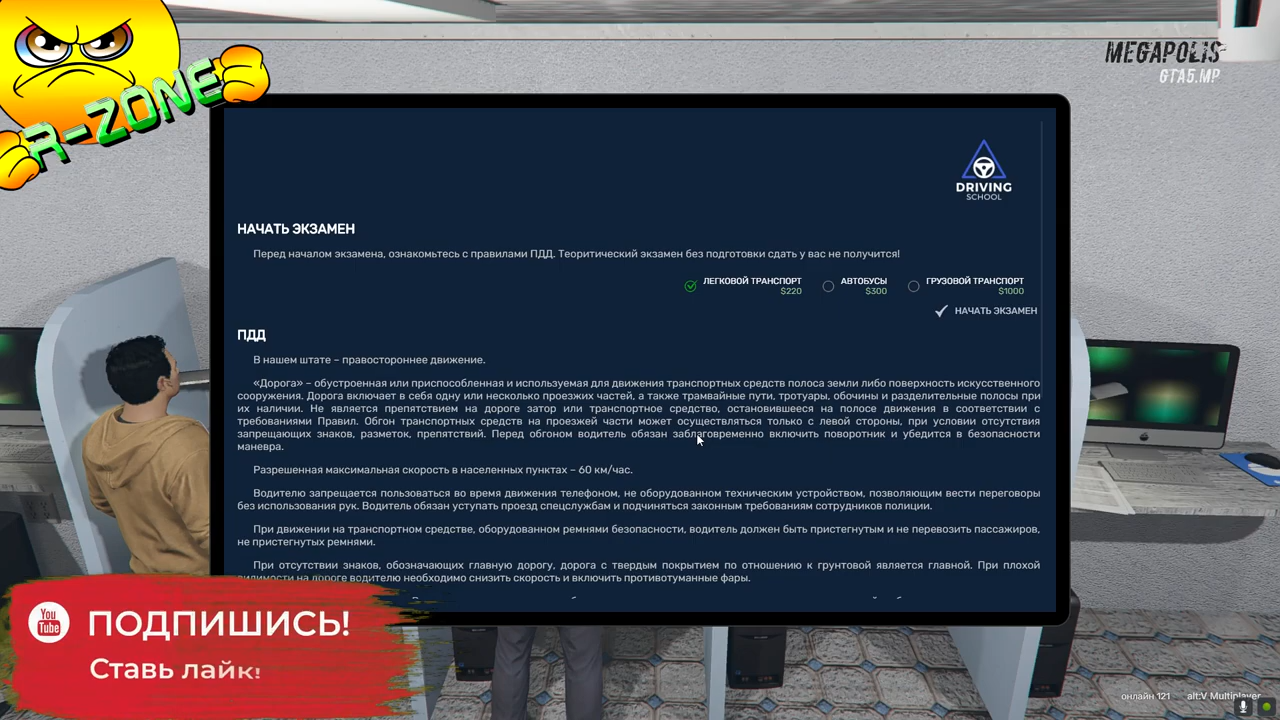 R-ZONE
MEGAPOLIS
GTA5.MP
DRIVING
SCHOOL
НАЧАТЬ ЭКЗАМЕН
Перед началом экзамена, ознакомьтесь с правилами ПДД. Теоритический экзамен без подготовки сдать у вас не получится!
ЛЕГКОВОЙ ТРАНСПОРТ
$220
АВТОБУСЫ
$300
ГРУЗОВОЙ ТРАНСПОРТ
$1000
НАЧАТЬ ЭКЗАМЕН
ПДД
В нашем штате – правостороннее движение.
«Дорога» – обустроенная или приспособленная и используемая для движения транспортных средств полоса земли либо поверхность искусственного
сооружения. Дорога включает в себя одну или несколько проезжих частей, а также трамвайные пути, тротуары, обочины и разделительные полосы при
их наличии. Не является препятствием на дороге затор или транспортное средство, остановившееся на полосе движения в соответствии с
требованиями Правил. Обгон транспортных средств на проезжей части может осуществляться только с левой стороны, при условии отсутствия
запрещающих знаков, разметок, препятствий. Перед обгоном водитель обязан заблаговременно включить поворотник и убедится в безопасности
маневра.
Разрешенная максимальная скорость в населенных пунктах – 60 км/час.
Водителю запрещается пользоваться во время движения телефоном, не оборудованном техническим устройством, позволяющим вести переговоры
без использования рук. Водитель обязан уступать проезд спецслужбам и подчиняться законным требованиям сотрудников полиции.
При движении на транспортном средстве, оборудованном ремнями безопасности, водитель должен быть пристегнутым и не перевозить пассажиров,
не пристегнутых ремнями.
При отсутствии знаков, обозначающих главную дорогу, дорога с твердым покрытием по отношению к грунтовой является главной. При плохой
видимости на дороге водителю необходимо снизить скорость и включить противотуманные фары.
You
Tube
ПОДПИШИСЬ!
Ставь лайк!
онлайн 121 alt:V Multiplayer